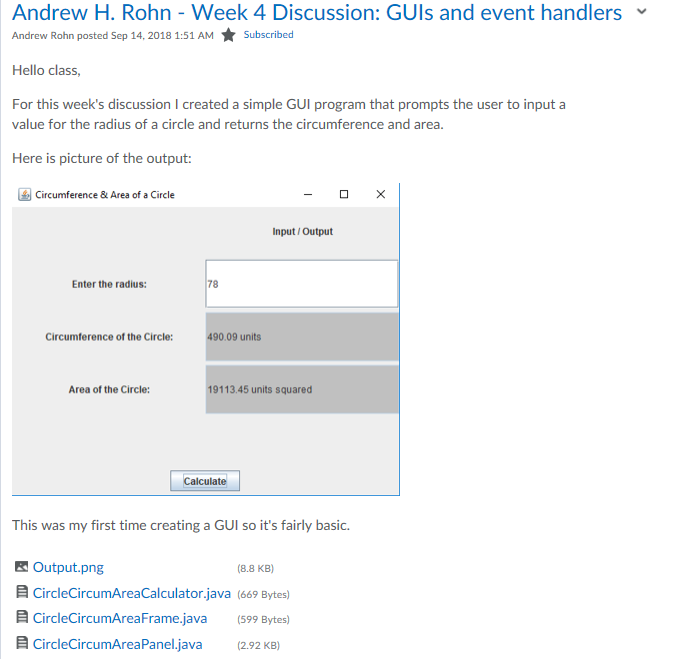 Andrew H. Rohn - Week 4 Discussion: GUIs and event handlers
Andrew Rohn posted Sep 14, 2018 1:51 AM Subscribed
Hello class,
For this week's discussion I created a simple GUI program that prompts the user to input a
value for the radius of a circle and returns the circumference and area.
Here is picture of the output:
Circumference & Area of a Circle
Input / Output
Enter the radius: 78
Circumference of the Circle: 490.09 units
Area of the Circle: 19113.45 units squared
Calculate
This was my first time creating a GUI so it's fairly basic.
Output.png (8.8 KB)
CircleCircumAreaCalculator.java (669 Bytes)
CircleCircumAreaFrame.java (599 Bytes)
CircleCircumAreaPanel.java (2.92 KB)